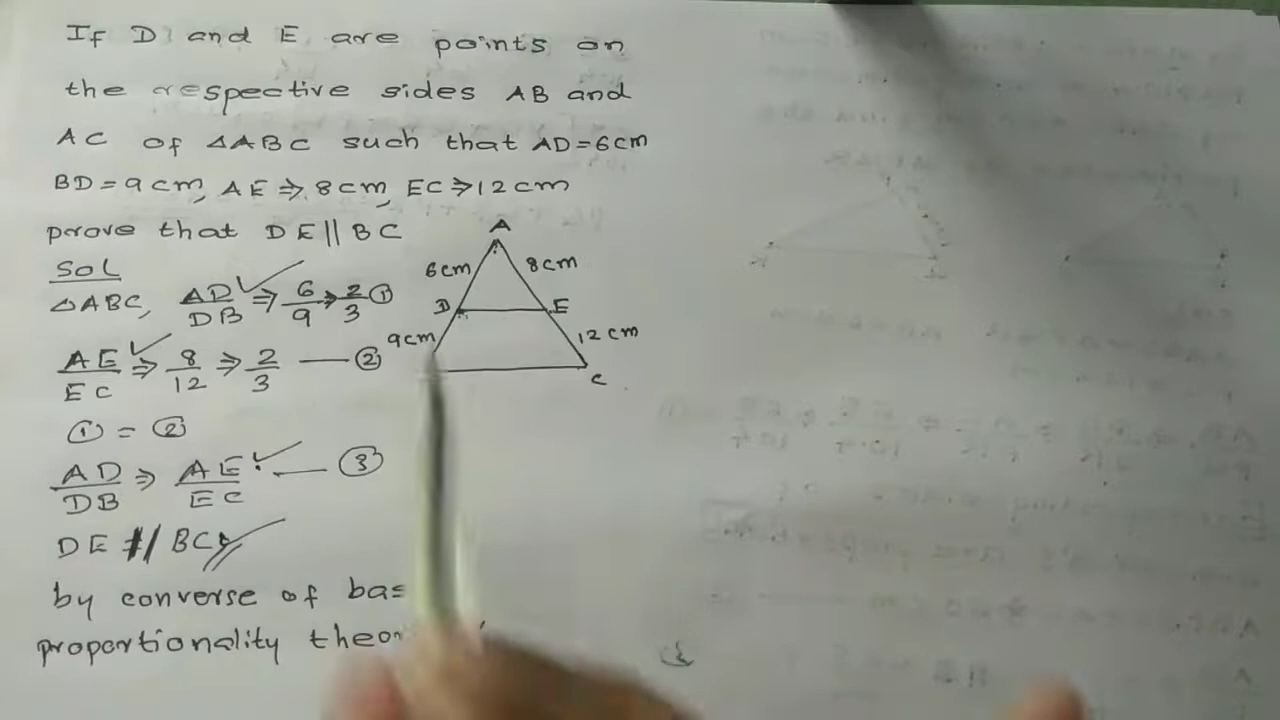 If D and E are points on
the respective sides AB and
AC of △ABC such that AD=6cm
BD=9cm, AE⇒8cm, EC⇒12cm
prove that DE∥BC
SOL
△ABC, AD/DB ⇒ 6/9 ⇒ 2/3 ①
AE/EC ⇒ 8/12 ⇒ 2/3 — ②
① = ②
AD/DB ⇒ AE/EC — ③
DE ∥ BC
by converse of
proportionality
A
6cm
8cm
D
E
9cm
12cm
C